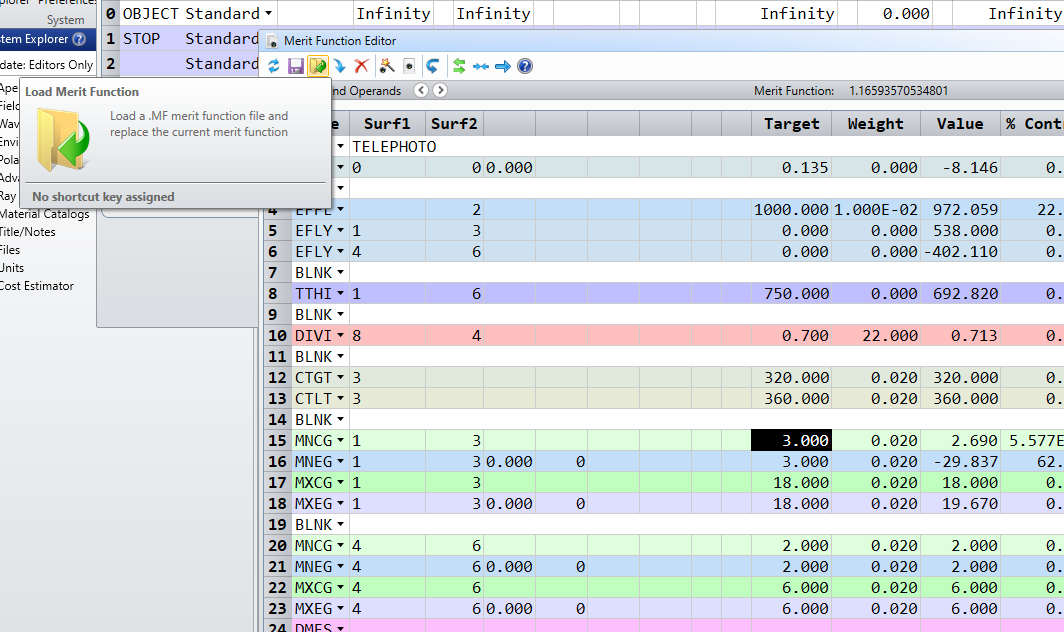 plorer Preferences
System
stem Explorer
date: Editors Only
Ape
Field
Wav
Envi
Pola
Adva
Ray
Material Catalogs
Title/Notes
Files
Units
Cost Estimator
0 OBJECT Standard Infinity Infinity Infinity 0.000 Infinity
1 STOP Standard
2 Standard
Merit Function Editor
Load Merit Function
Load a .MF merit function file and
replace the current merit function
No shortcut key assigned
nd Operands Merit Function: 1.16593570534801
e Surf1 Surf2 Target Weight Value % Contr
TELEPHOTO
0 0 0.000 0.135 0.000 -8.146 0.
4 EFFL 2 1000.000 1.000E-02 972.059 22.
5 EFLY 1 3 0.000 0.000 538.000 0.
6 EFLY 4 6 0.000 0.000 -402.110 0.
7 BLNK
8 TTHI 1 6 750.000 0.000 692.820 0.
9 BLNK
10 DIVI 8 4 0.700 22.000 0.713 0.
11 BLNK
12 CTGT 3 320.000 0.020 320.000 0.
13 CTLT 3 360.000 0.020 360.000 0.
14 BLNK
15 MNCG 1 3 3.000 0.020 2.690 5.577E
16 MNEG 1 3 0.000 0 3.000 0.020 -29.837 62.
17 MXCG 1 3 18.000 0.020 18.000 0.
18 MXEG 1 3 0.000 0 18.000 0.020 19.670 0.
19 BLNK
20 MNCG 4 6 2.000 0.020 2.000 0.
21 MNEG 4 6 0.000 0 2.000 0.020 2.000 0.
22 MXCG 4 6 6.000 0.020 6.000 0.
23 MXEG 4 6 0.000 0 6.000 0.020 6.000 0.
24 DMFS